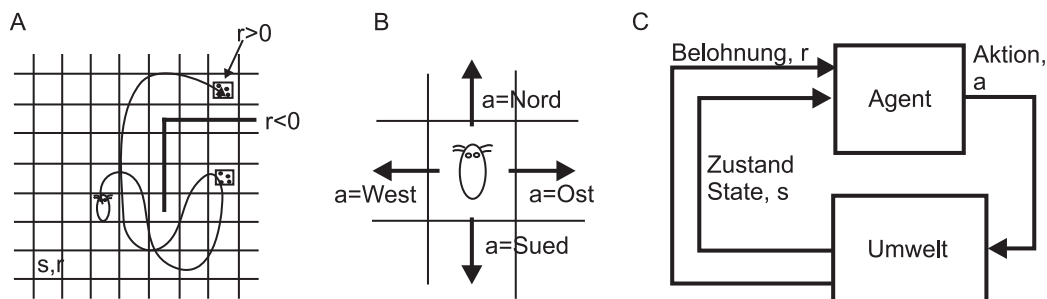 A
r>0
r<0
s,r
B
a=Nord
a=West
a=Ost
a=Sued
C
Belohnung, r
Aktion,
a
Agent
Zustand
State, s
Umwelt